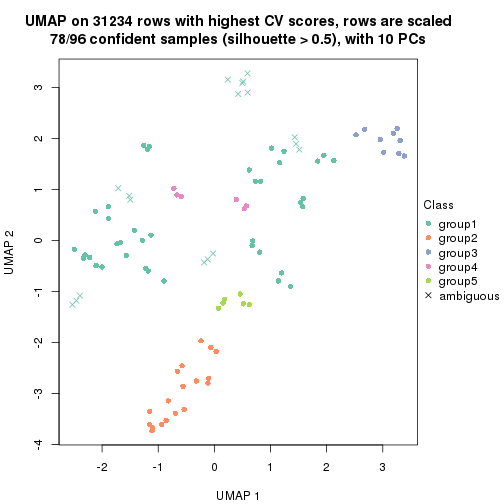 UMAP on 31234 rows with highest CV scores, rows are scaled
78/96 confident samples (silhouette > 0.5), with 10 PCs
3
2
1
0
-1
-2
-3
-4
UMAP 2
-2
-1
0
1
2
3
UMAP 1
Class
group1
group2
group3
group4
group5
ambiguous